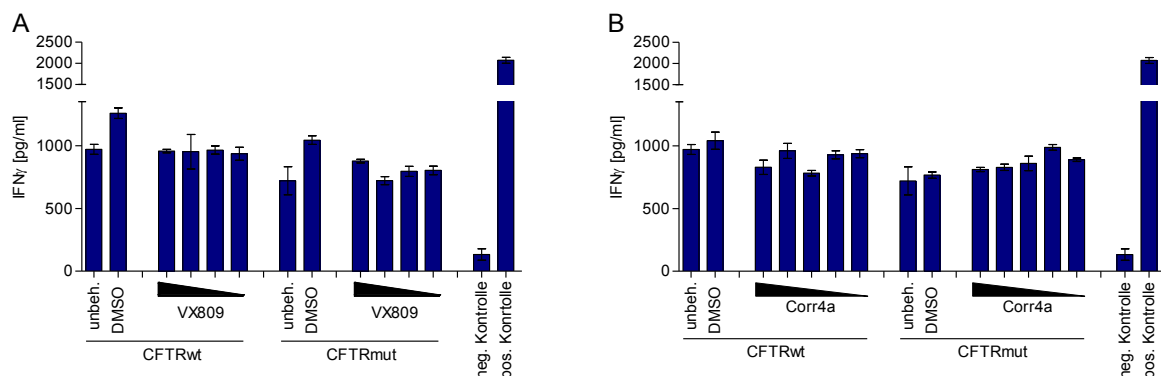 A
2500
2000
1500
1000
500
0
IFNγ [pg/ml]
unbeh.
DMSO
VX809
CFTRwt
unbeh.
DMSO
VX809
CFTRmut
neg. Kontrolle
pos. Konrtolle
B
2500
2000
1500
1000
500
0
IFNγ [pg/ml]
unbeh.
DMSO
Corr4a
CFTRwt
unbeh.
DMSO
Corr4a
CFTRmut
neg. Kontrolle
pos. Kontrolle